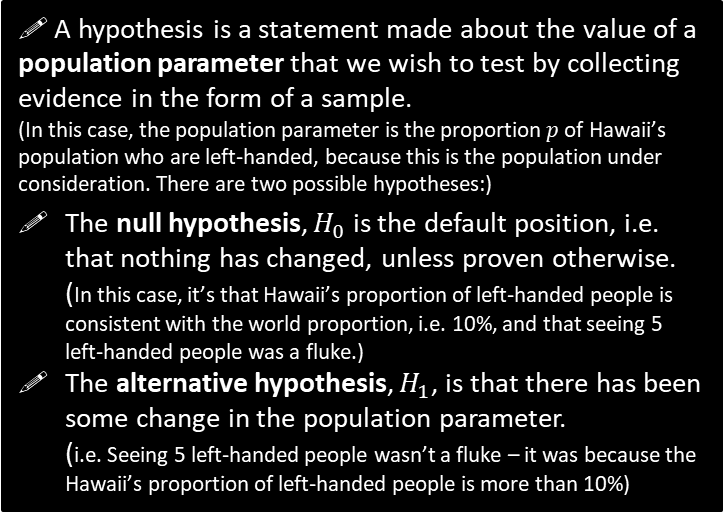 A hypothesis is a statement made about the value of a
population parameter that we wish to test by collecting
evidence in the form of a sample.
(In this case, the population parameter is the proportion p of Hawaii’s
population who are left-handed, because this is the population under
consideration. There are two possible hypotheses:)
The null hypothesis, H₀ is the default position, i.e.
that nothing has changed, unless proven otherwise.
(In this case, it’s that Hawaii’s proportion of left-handed people is
consistent with the world proportion, i.e. 10%, and that seeing 5
left-handed people was a fluke.)
The alternative hypothesis, H₁, is that there has been
some change in the population parameter.
(i.e. Seeing 5 left-handed people wasn’t a fluke – it was because the
Hawaii’s proportion of left-handed people is more than 10%)